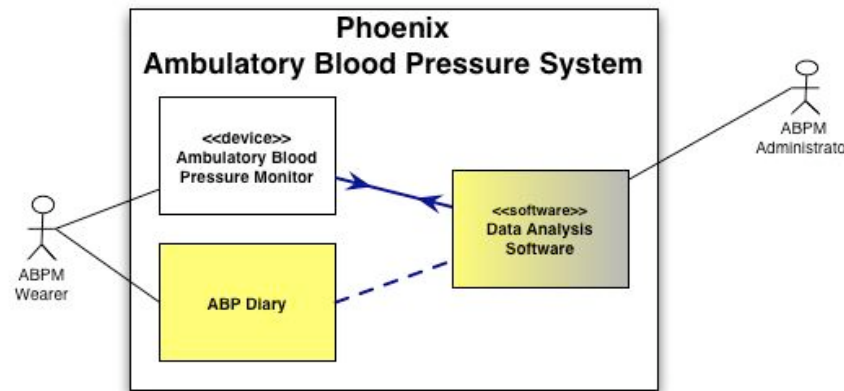 Phoenix
Ambulatory Blood Pressure System
<<device>>
Ambulatory Blood
Pressure Monitor
<<software>>
Data Analysis
Software
ABP Diary
ABPM
Wearer
ABPM
Administrator